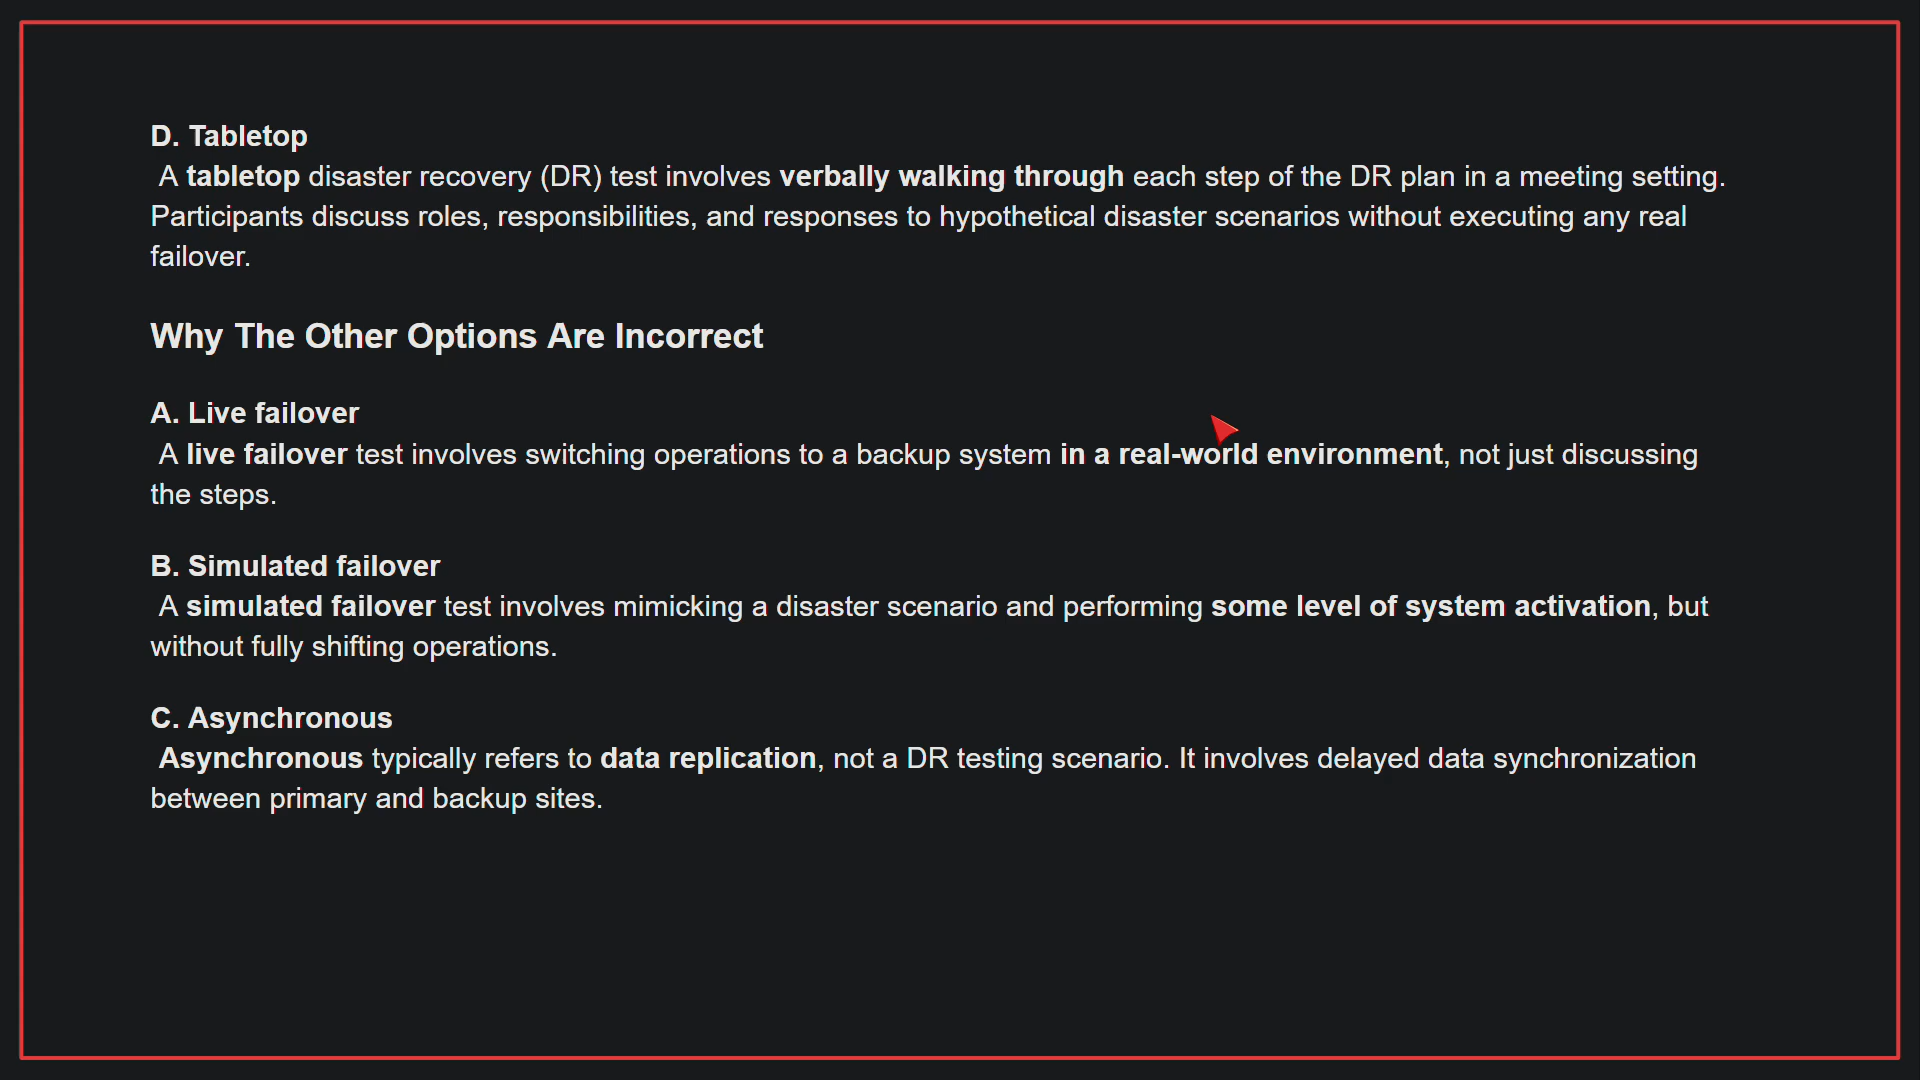 D. Tabletop
A tabletop disaster recovery (DR) test involves verbally walking through each step of the DR plan in a meeting setting.
Participants discuss roles, responsibilities, and responses to hypothetical disaster scenarios without executing any real
failover.
Why The Other Options Are Incorrect
A. Live failover
A live failover test involves switching operations to a backup system in a real-world environment, not just discussing
the steps.
B. Simulated failover
A simulated failover test involves mimicking a disaster scenario and performing some level of system activation, but
without fully shifting operations.
C. Asynchronous
Asynchronous typically refers to data replication, not a DR testing scenario. It involves delayed data synchronization
between primary and backup sites.